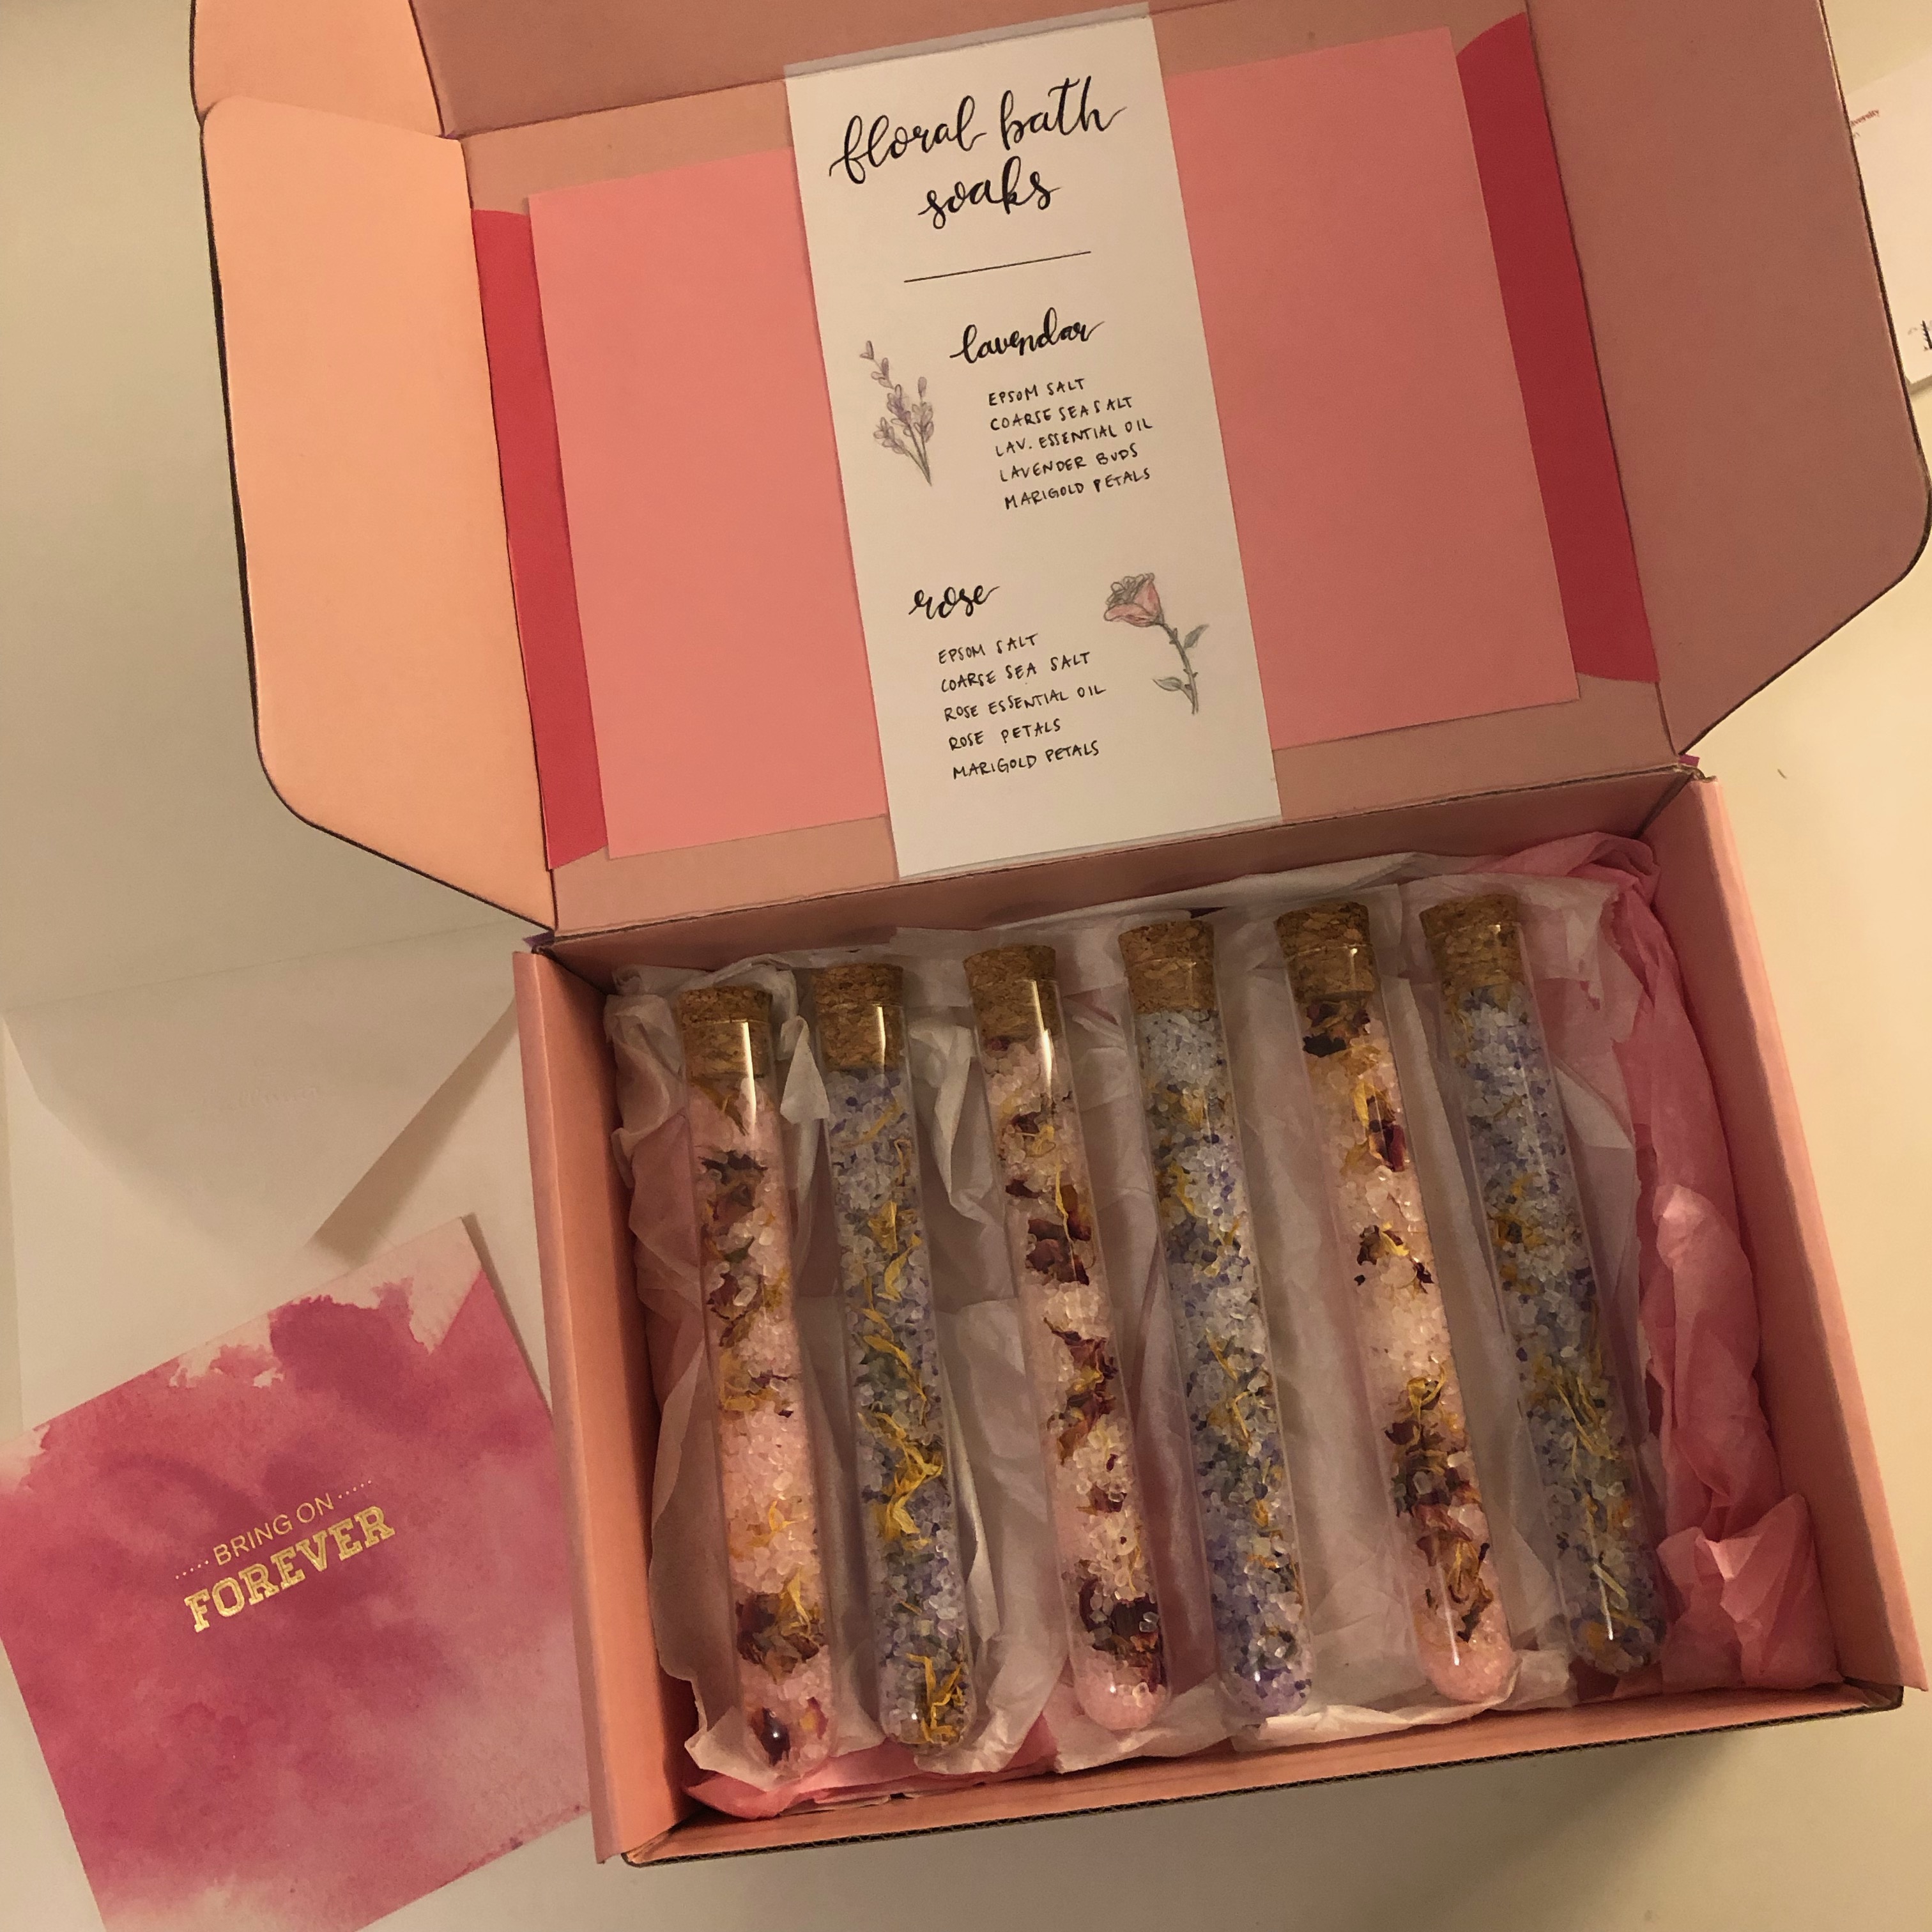 floral bath
soaks
lavendar
EPSOM SALT
COARSE SEA SALT
LAV. ESSENTIAL OIL
LAVENDER BUDS
MARIGOLD PETALS
rose
EPSOM SALT
COARSE SEA SALT
ROSE ESSENTIAL OIL
ROSE PETALS
MARIGOLD PETALS
BRING ON
FOREVER